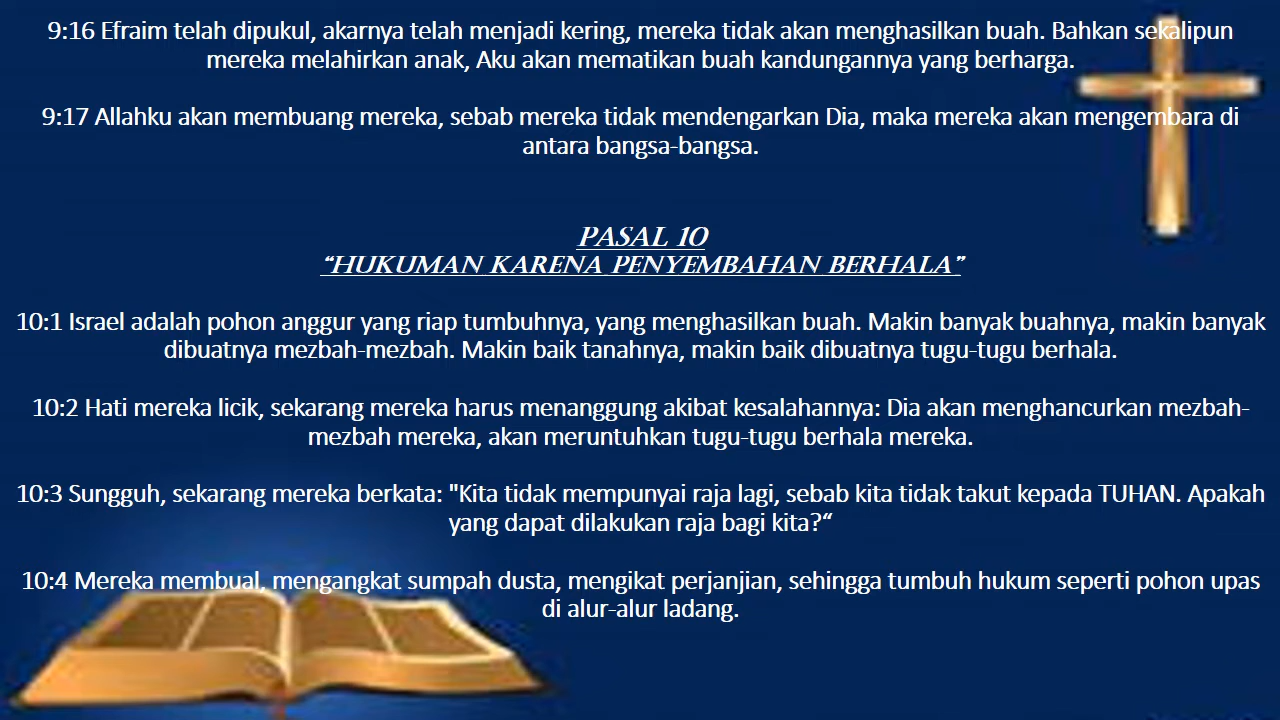 9:16 Efraim telah dipukul, akarnya telah menjadi kering, mereka tidak akan menghasilkan buah. Bahkan sekalipun
mereka melahirkan anak, Aku akan mematikan buah kandungannya yang berharga.
9:17 Allahku akan membuang mereka, sebab mereka tidak mendengarkan Dia, maka mereka akan mengembara di
antara bangsa-bangsa.
PASAL 10
“HUKUMAN KARENA PENYEMBAHAN BERHALA”
10:1 Israel adalah pohon anggur yang riap tumbuhnya, yang menghasilkan buah. Makin banyak buahnya, makin banyak
dibuatnya mezbah-mezbah. Makin baik tanahnya, makin baik dibuatnya tugu-tugu berhala.
10:2 Hati mereka licik, sekarang mereka harus menanggung akibat kesalahannya: Dia akan menghancurkan mezbah-
mezbah mereka, akan meruntuhkan tugu-tugu berhala mereka.
10:3 Sungguh, sekarang mereka berkata: "Kita tidak mempunyai raja lagi, sebab kita tidak takut kepada TUHAN. Apakah
yang dapat dilakukan raja bagi kita?“
10:4 Mereka membual, mengangkat sumpah dusta, mengikat perjanjian, sehingga tumbuh hukum seperti pohon upas
di alur-alur ladang.